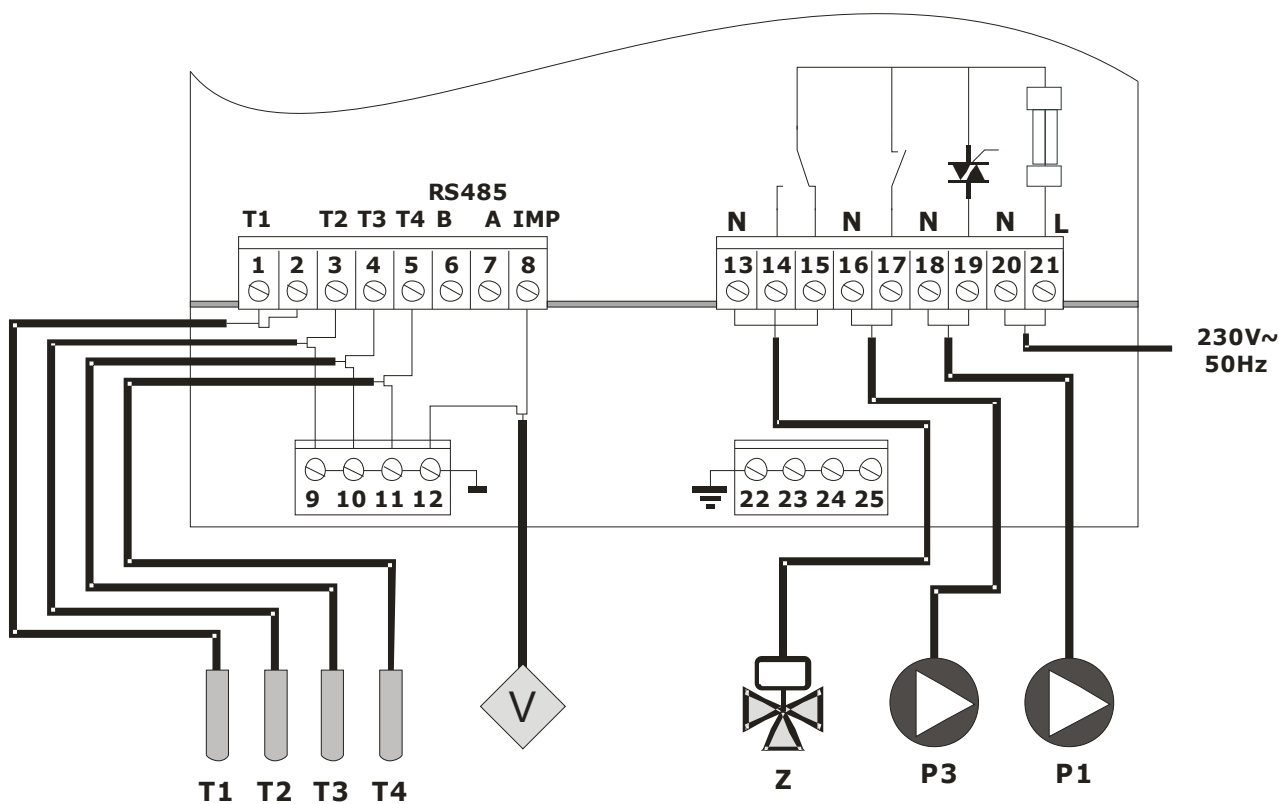 RS485
T1 T2 T3 T4 B A IMP
N N N N L
1 2 3 4 5 6 7 8
13 14 15 16 17 18 19 20 21
230V~
50Hz
9 10 11 12
22 23 24 25
V
T1 T2 T3 T4
Z
P3
P1